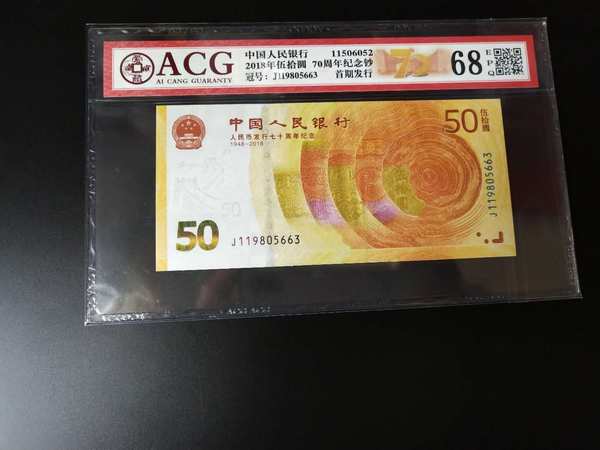 ACG
AI CANG GUARANTY
中国人民银行 11506052
2018年伍拾圆 70周年纪念钞
冠号: J119805663 首期发行
70
68
EPQ
中国人民银行
人民币发行七十周年纪念
1948-2018
50
伍拾圆
J119805663
50
50
J119805663